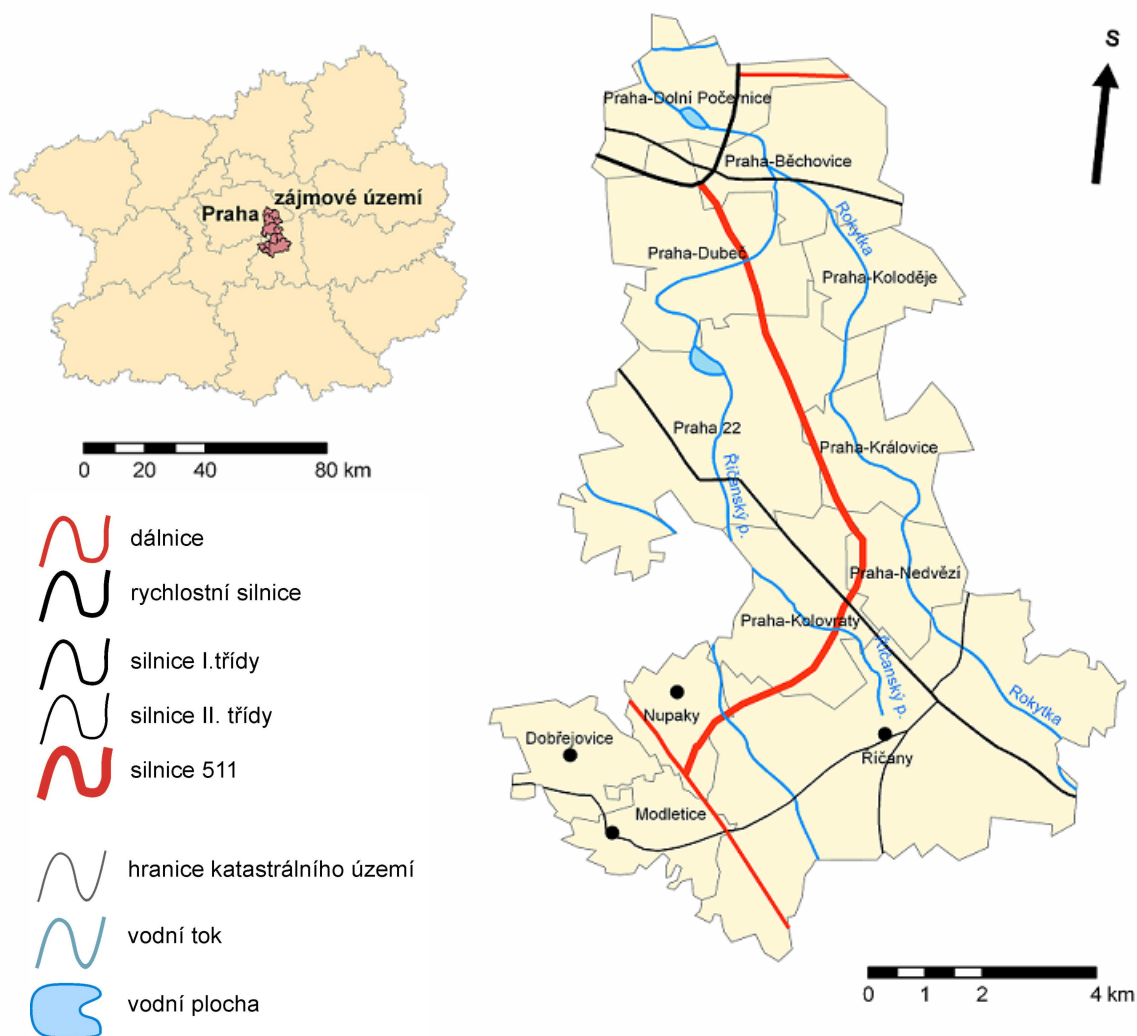 S
Praha-Dolní Počernice
Praha-Běchovice
zájmové území
Praha
Rokytka
Praha-Dubeč
Praha-Koloděje
Praha 22
Praha-Královice
0 20 40 80 km
Říčanský p.
dálnice
Praha-Nedvězí
rychlostní silnice
Praha-Kolovraty
silnice I.třídy
Říčanský p.
Rokytka
silnice II. třídy
Nupaky
Dobřejovice
silnice 511
Říčany
Modletice
hranice katastrálního území
vodní tok
0 1 2 4 km
vodní plocha